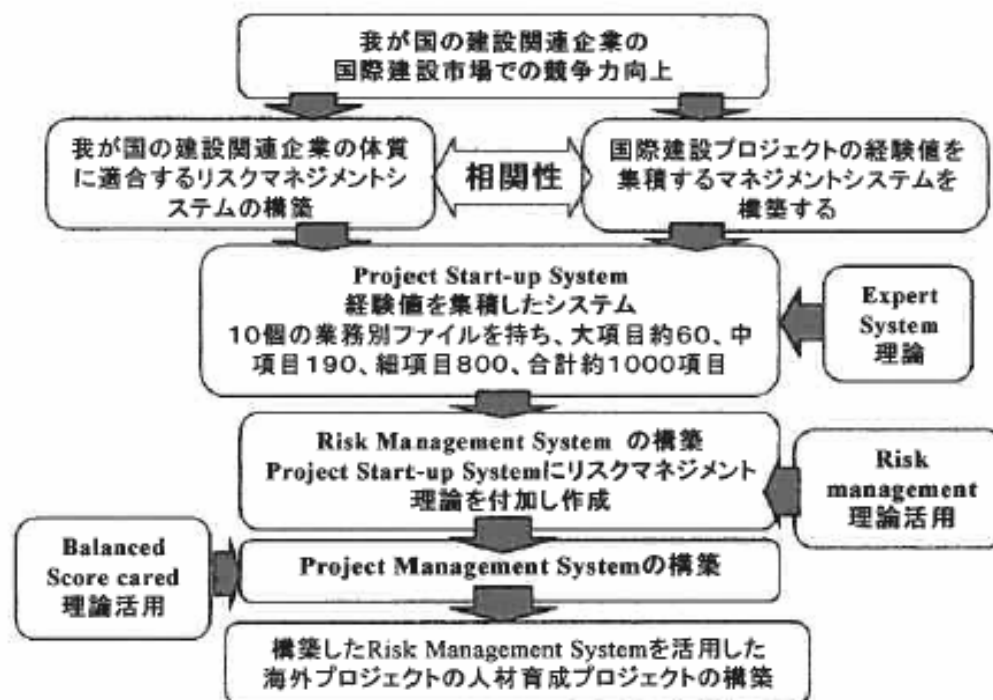 我が国の建設関連企業の
国際建設市場での競争力向上
我が国の建設関連企業の体質
に適合するリスクマネジメントシ
ステムの構築
相関性
国際建設プロジェクトの経験値を
集積するマネジメントシステムを
構築する
Project Start-up System
経験値を集積したシステム
10個の業務別ファイルを持ち、大項目約60、中
項目190、細項目800、合計約1000項目
Expert
System
理論
Risk Management System の構築
Project Start-up Systemにリスクマネジメント
理論を付加し作成
Risk
management
理論活用
Balanced
Score cared
理論活用
Project Management Systemの構築
構築したRisk Management Systemを活用した
海外プロジェクトの人材育成プロジェクトの構築